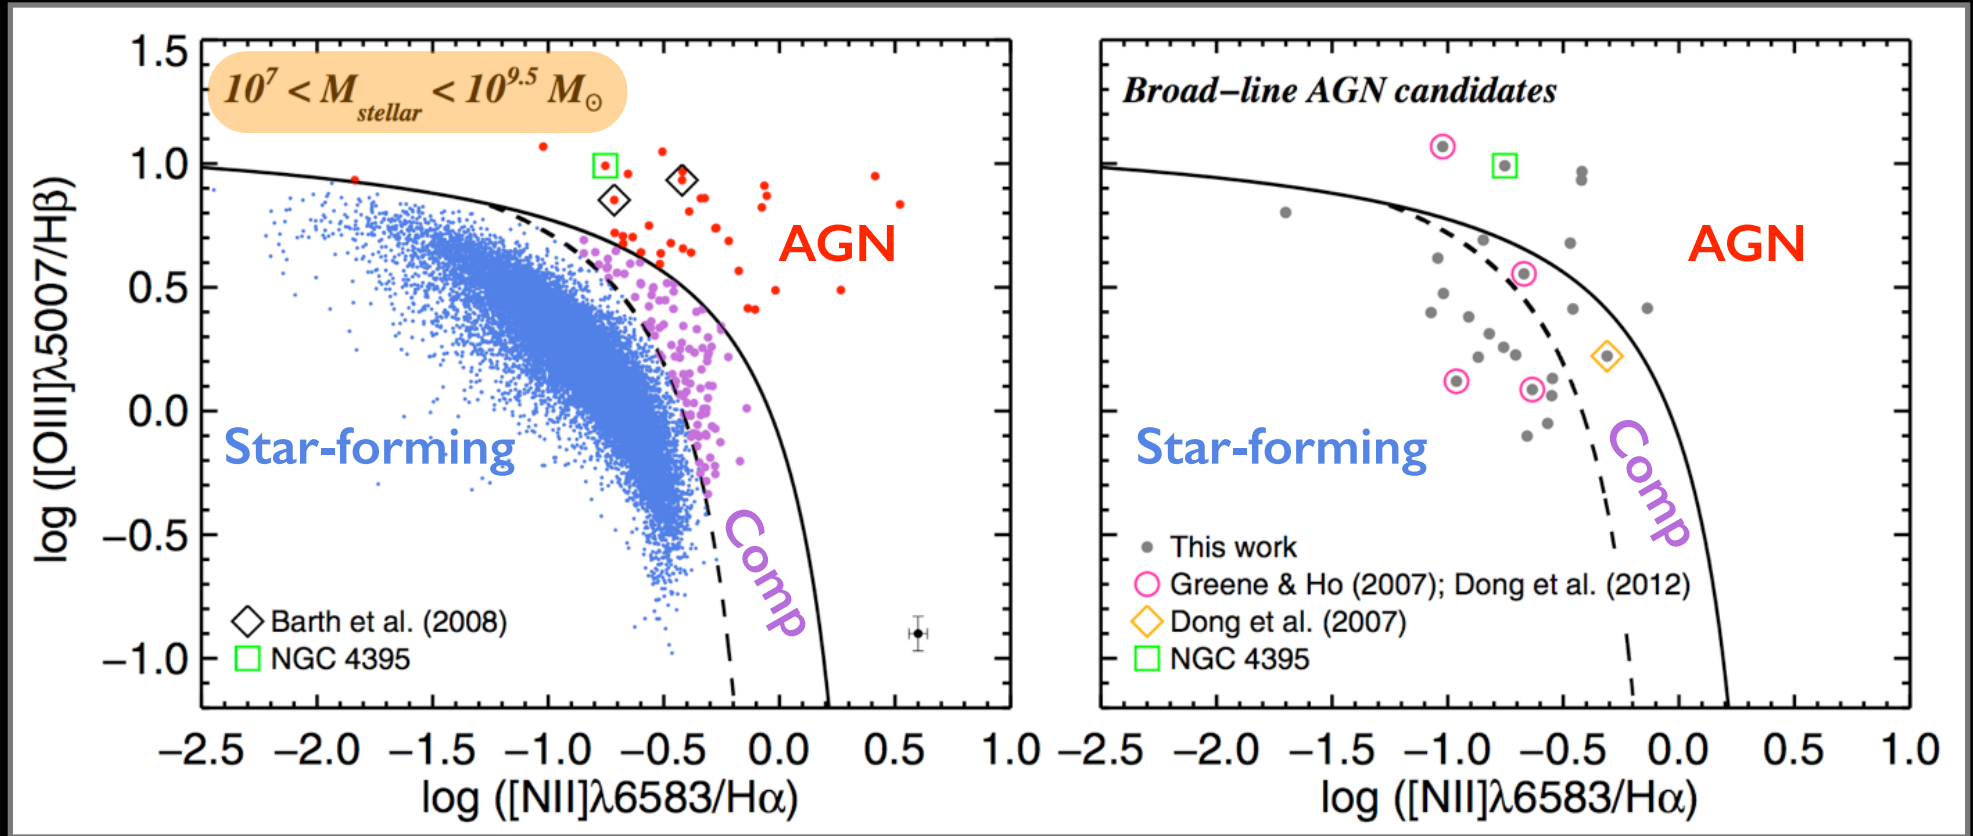 10⁷ < M_stellar < 10^9.5 M_⊙
AGN
Star-forming
Comp
Barth et al. (2008)
NGC 4395
log ([OIII]λ5007/Hβ)
1.5
1.0
0.5
0.0
−0.5
−1.0
−2.5 −2.0 −1.5 −1.0 −0.5 0.0 0.5 1.0
log ([NII]λ6583/Hα)
Broad−line AGN candidates
AGN
Star-forming
Comp
This work
Greene & Ho (2007); Dong et al. (2012)
Dong et al. (2007)
NGC 4395
−2.5 −2.0 −1.5 −1.0 −0.5 0.0 0.5 1.0
log ([NII]λ6583/Hα)